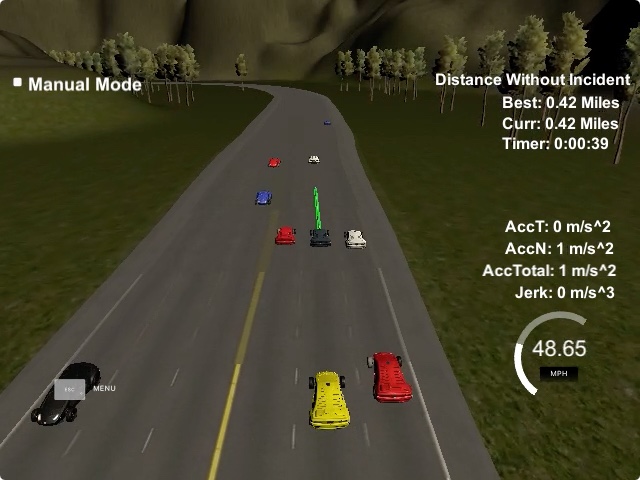 Manual Mode
Distance Without Incident
Best: 0.42 Miles
Curr: 0.42 Miles
Timer: 0:00:39
AccT: 0 m/s^2
AccN: 1 m/s^2
AccTotal: 1 m/s^2
Jerk: 0 m/s^3
48.65
MPH
ESC
MENU